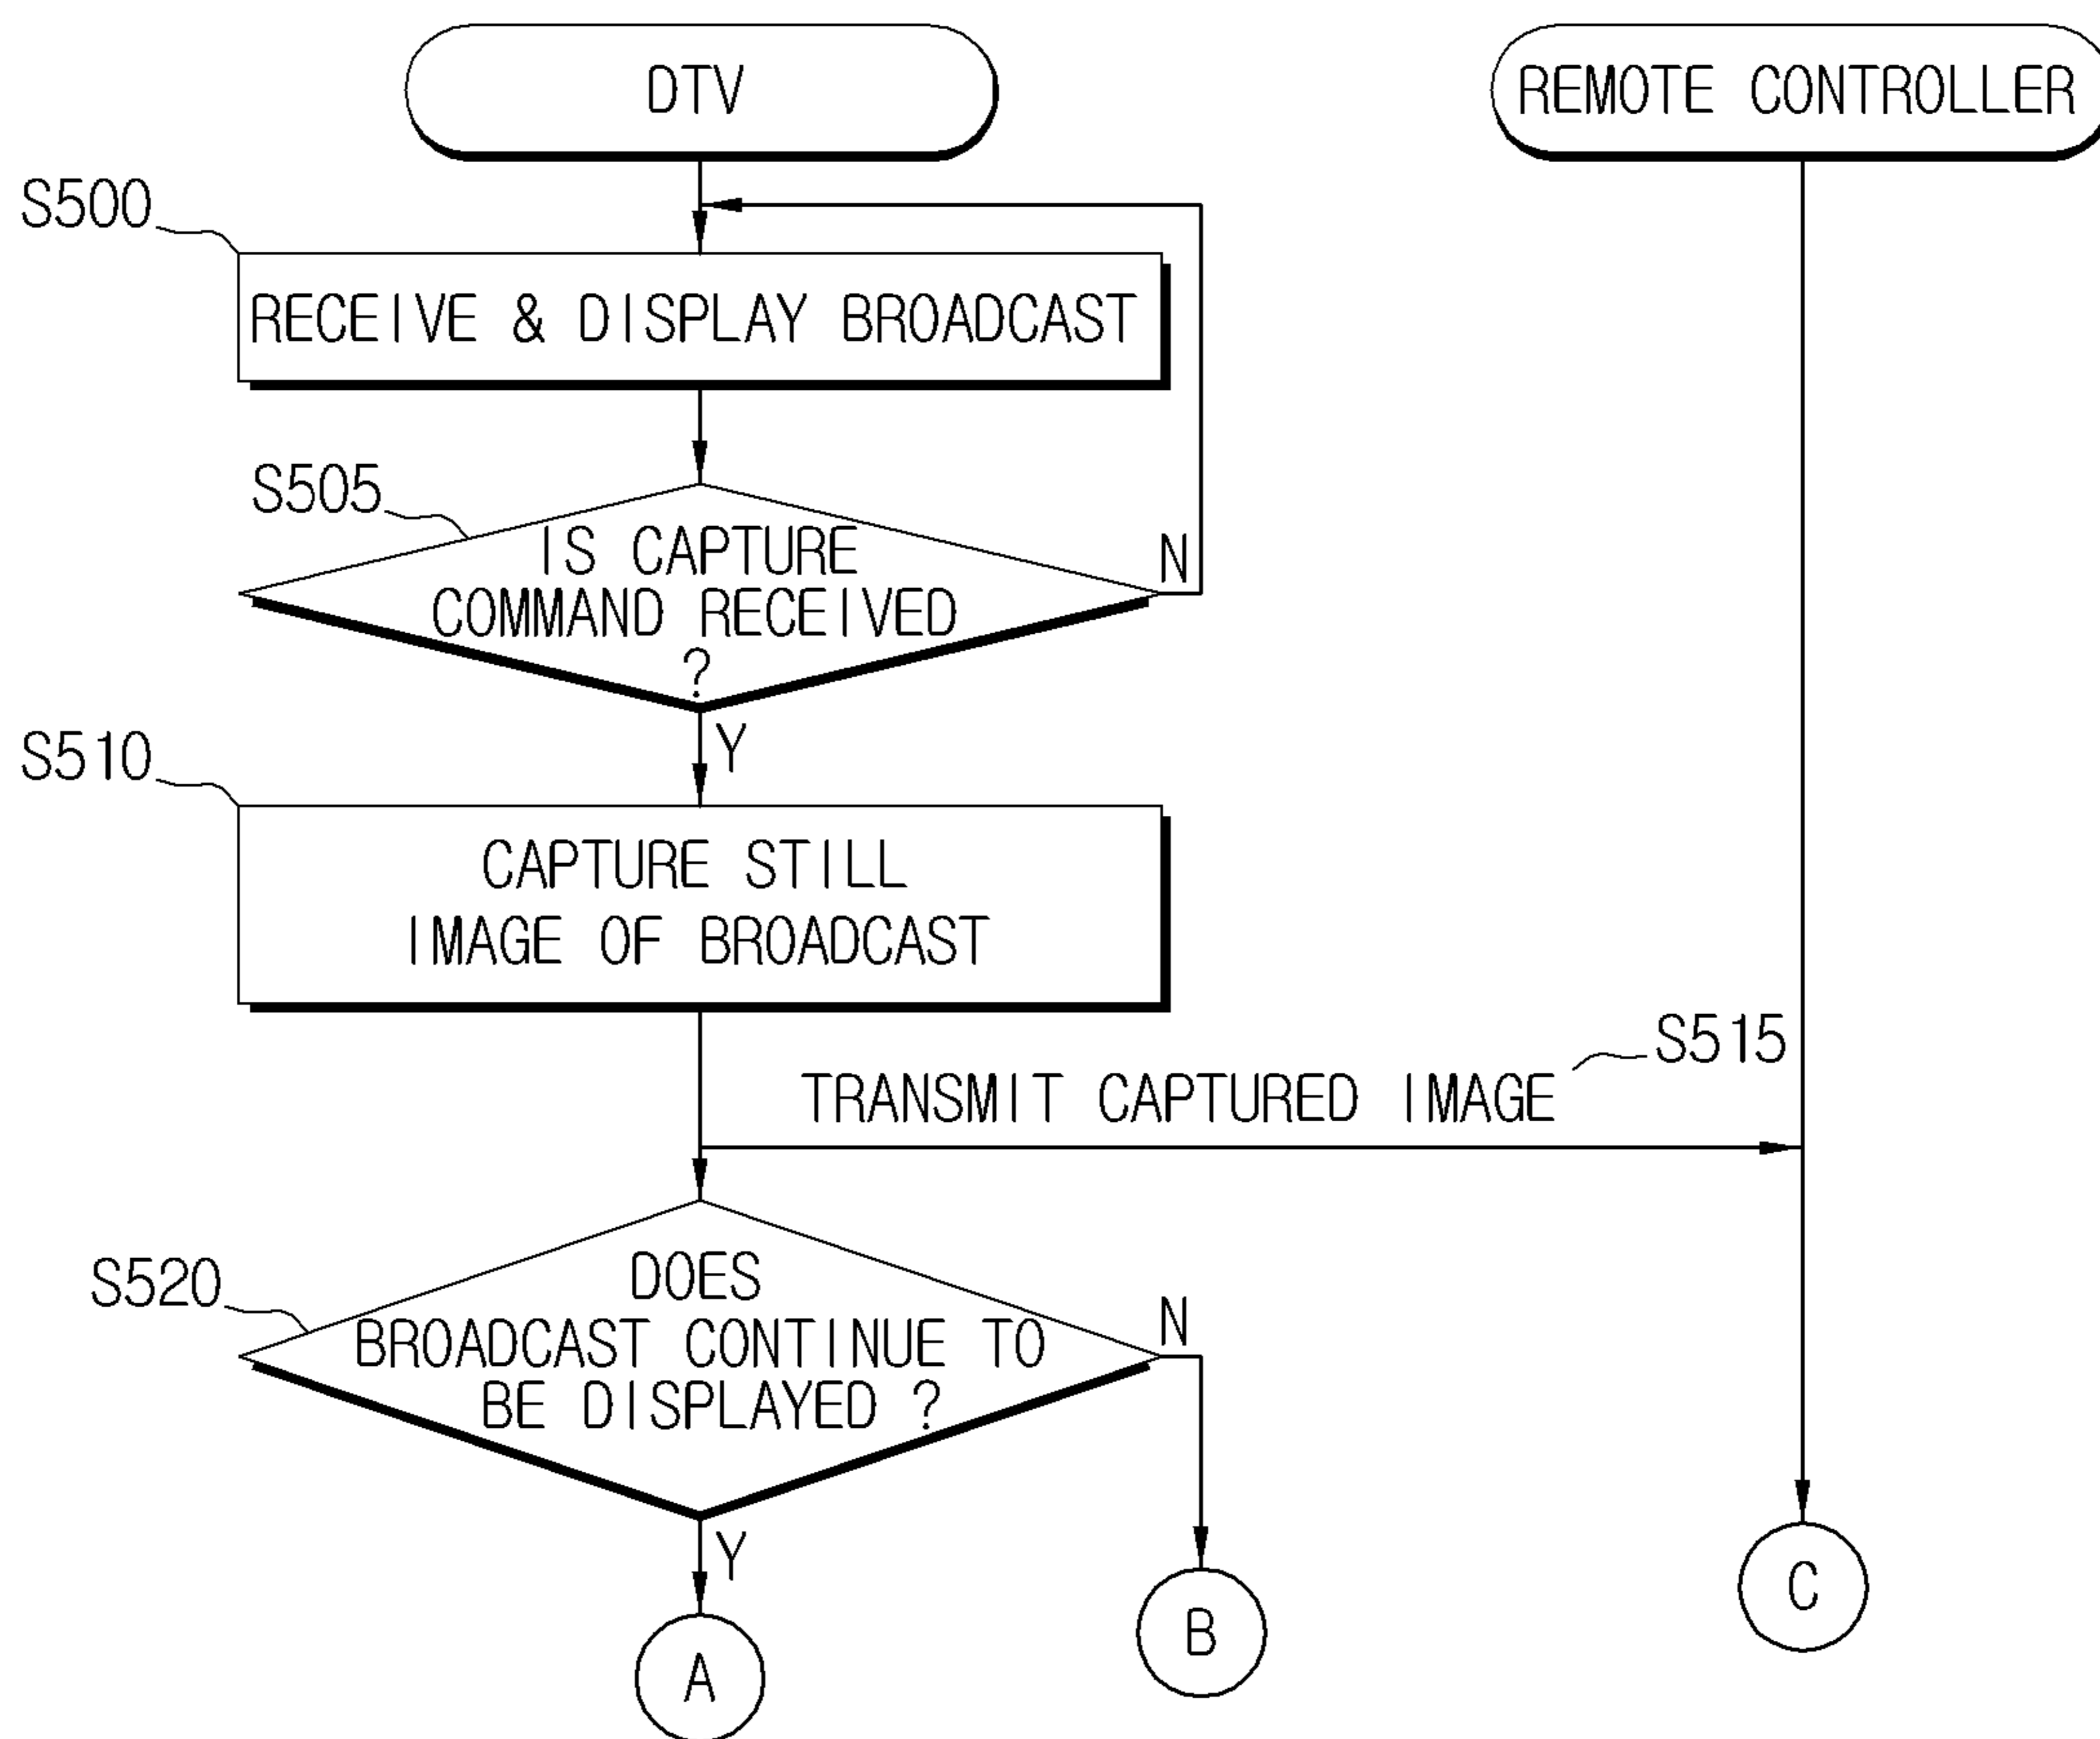 DTV
REMOTE CONTROLLER
S500
RECEIVE & DISPLAY BROADCAST
S505
IS CAPTURE
COMMAND RECEIVED
?
N
Y
S510
CAPTURE STILL
IMAGE OF BROADCAST
S515
TRANSMIT CAPTURED IMAGE
S520
DOES
BROADCAST CONTINUE TO
BE DISPLAYED ?
N
Y
A
B
C